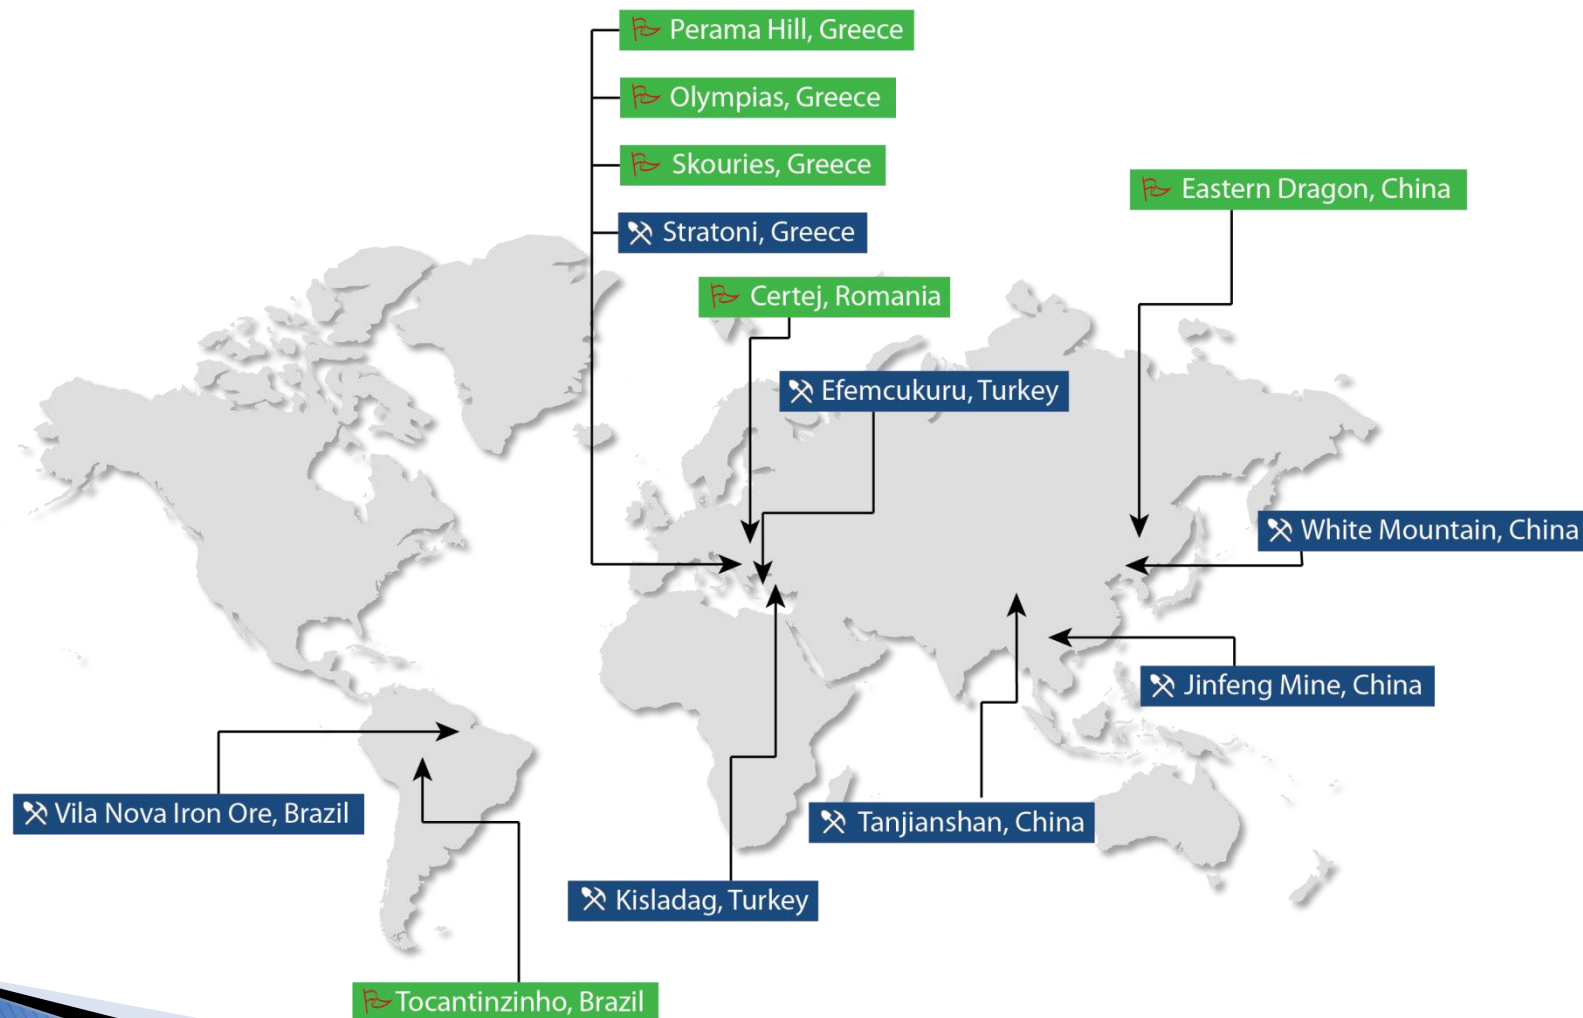 Perama Hill, Greece
Olympias, Greece
Skouries, Greece
Eastern Dragon, China
Stratoni, Greece
Certej, Romania
Efemcukuru, Turkey
White Mountain, China
Jinfeng Mine, China
Vila Nova Iron Ore, Brazil
Tanjianshan, China
Kisladag, Turkey
Tocantinzinho, Brazil